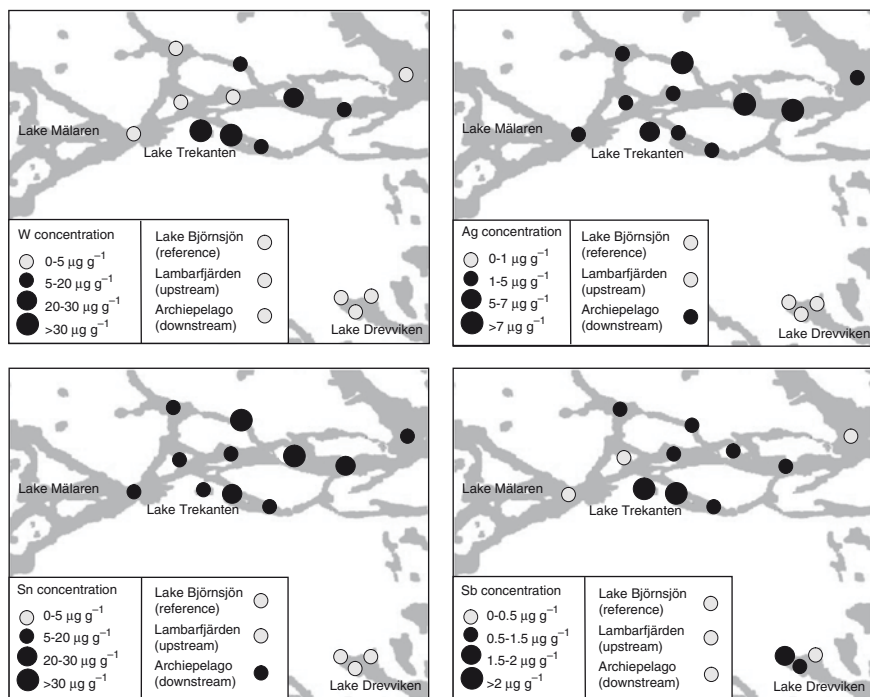 Lake Mälaren
Lake Trekanten
W concentration
0-5 µg g⁻¹
5-20 µg g⁻¹
20-30 µg g⁻¹
>30 µg g⁻¹
Lake Björnsjön
(reference)
Lambarfjärden
(upstream)
Archiepelago
(downstream)
Lake Drevviken
Lake Mälaren
Lake Trekanten
Ag concentration
0-1 µg g⁻¹
1-5 µg g⁻¹
5-7 µg g⁻¹
>7 µg g⁻¹
Lake Björnsjön
(reference)
Lambarfjärden
(upstream)
Archiepelago
(downstream)
Lake Drevviken
Lake Mälaren
Lake Trekanten
Sn concentration
0-5 µg g⁻¹
5-20 µg g⁻¹
20-30 µg g⁻¹
>30 µg g⁻¹
Lake Björnsjön
(reference)
Lambarfjärden
(upstream)
Archiepelago
(downstream)
Lake Drevviken
Lake Mälaren
Lake Trekanten
Sb concentration
0-0.5 µg g⁻¹
0.5-1.5 µg g⁻¹
1.5-2 µg g⁻¹
>2 µg g⁻¹
Lake Björnsjön
(reference)
Lambarfjärden
(upstream)
Archiepelago
(downstream)
Lake Drevviken